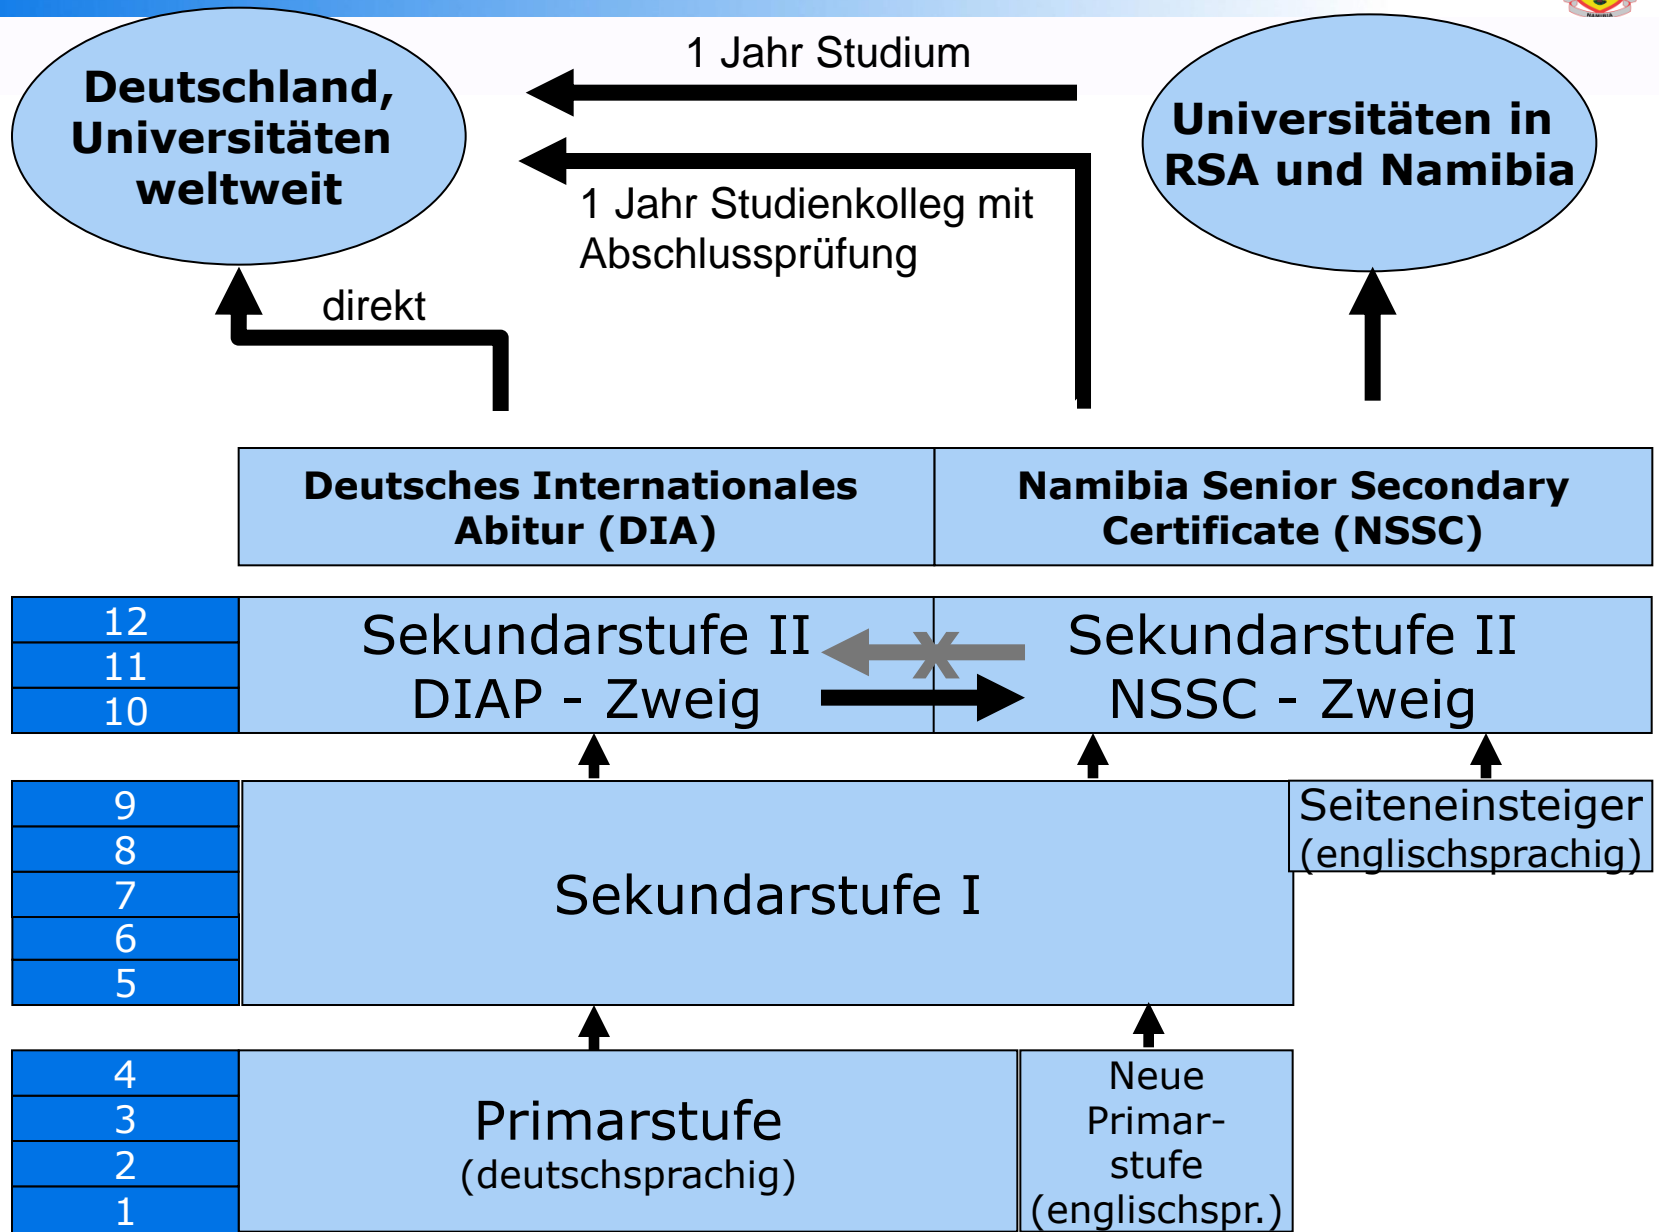 NAMIBIA
1 Jahr Studium
Deutschland,
Universitäten
weltweit
Universitäten in
RSA und Namibia
1 Jahr Studienkolleg mit
Abschlussprüfung
direkt
Deutsches Internationales
Abitur (DIA)
Namibia Senior Secondary
Certificate (NSSC)
12
11
10
Sekundarstufe II
DIAP - Zweig
X
Sekundarstufe II
NSSC - Zweig
9
8
7
6
5
Sekundarstufe I
Seiteneinsteiger
(englischsprachig)
4
3
2
1
Primarstufe
(deutschsprachig)
Neue
Primar-
stufe
(englischspr.)